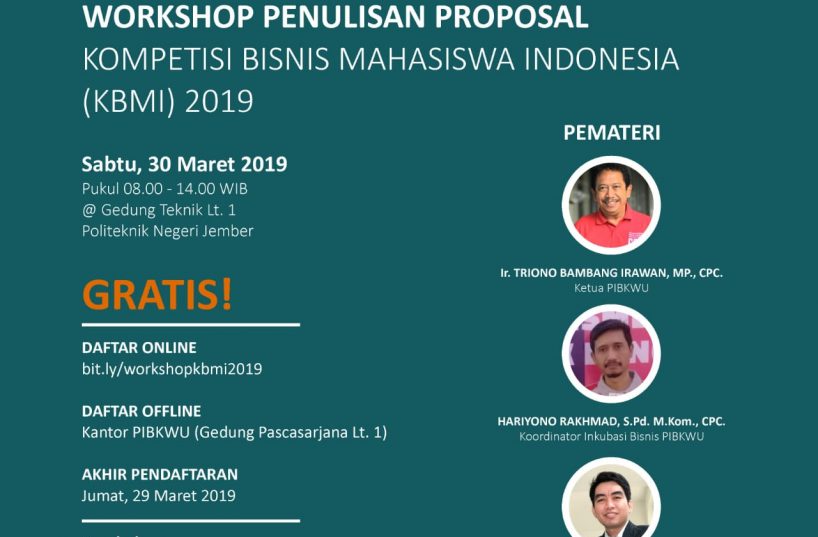 WORKSHOP PENULISAN PROPOSAL
KOMPETISI BISNIS MAHASISWA INDONESIA
(KBMI) 2019
Sabtu, 30 Maret 2019
Pukul 08.00 - 14.00 WIB
@ Gedung Teknik Lt. 1
Politeknik Negeri Jember
GRATIS!
DAFTAR ONLINE
bit.ly/workshopkbmi2019
DAFTAR OFFLINE
Kantor PIBKWU (Gedung Pascasarjana Lt. 1)
AKHIR PENDAFTARAN
Jumat, 29 Maret 2019
PEMATERI
Ir. TRIONO BAMBANG IRAWAN, MP., CPC.
Ketua PIBKWU
HARIYONO RAKHMAD, S.Pd. M.Kom., CPC.
Koordinator Inkubasi Bisnis PIBKWU